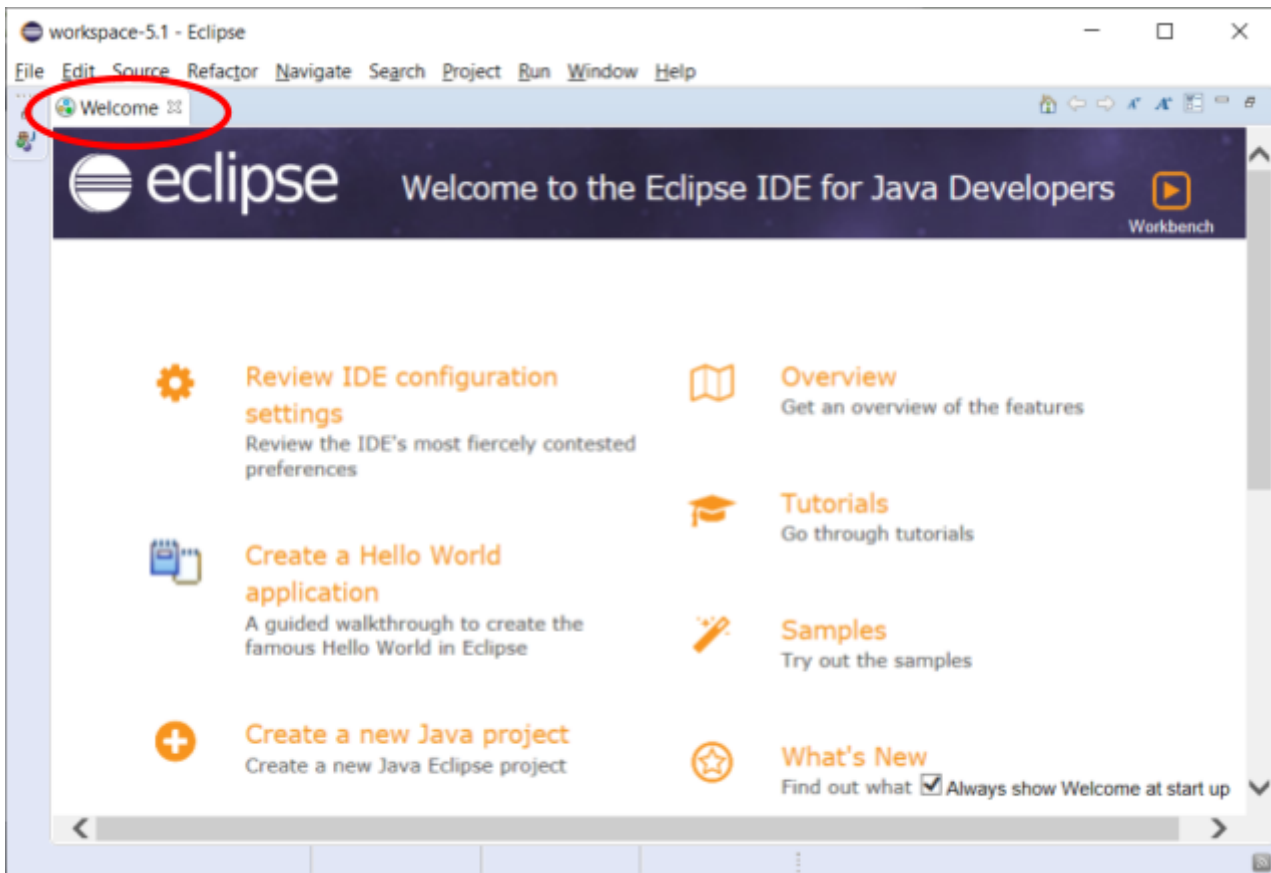 workspace-5.1 - Eclipse
File Edit Source Refactor Navigate Search Project Run Window Help
Welcome
eclipse Welcome to the Eclipse IDE for Java Developers
Workbench
Review IDE configuration
settings
Review the IDE's most fiercely contested
preferences
Create a Hello World
application
A guided walkthrough to create the
famous Hello World in Eclipse
Create a new Java project
Create a new Java Eclipse project
Overview
Get an overview of the features
Tutorials
Go through tutorials
Samples
Try out the samples
What's New
Find out what Always show Welcome at start up